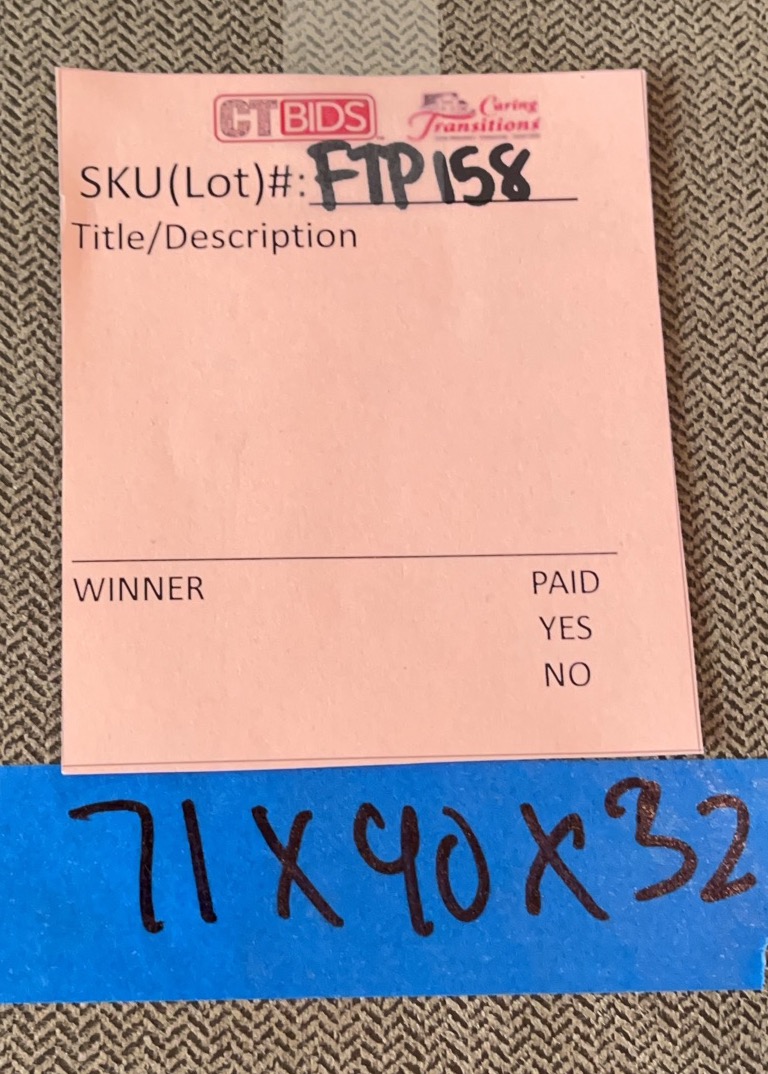 CTBIDS
Caring
Transitions
SKU(Lot)#: FTP158
Title/Description
WINNER PAID
YES
NO
71 X 40 X 32